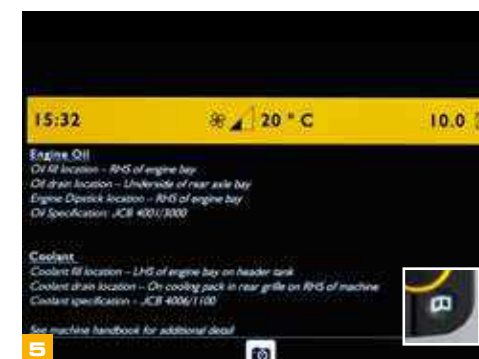 15:32 20 ° C 10.0
Engine Oil
Oil fill location – RHS of engine bay
Oil drain location – Underside of rear axle bay
Engine Dipstick location – RHS of engine bay
Oil Specification: JCB 4001/3000
Coolant
Coolant fill location – LHS of engine bay on header tank
Coolant drain location – On cooling pack in rear grille on RHS of machine
Coolant specification – JCB 4006/1100
See machine handbook for additional detail
5